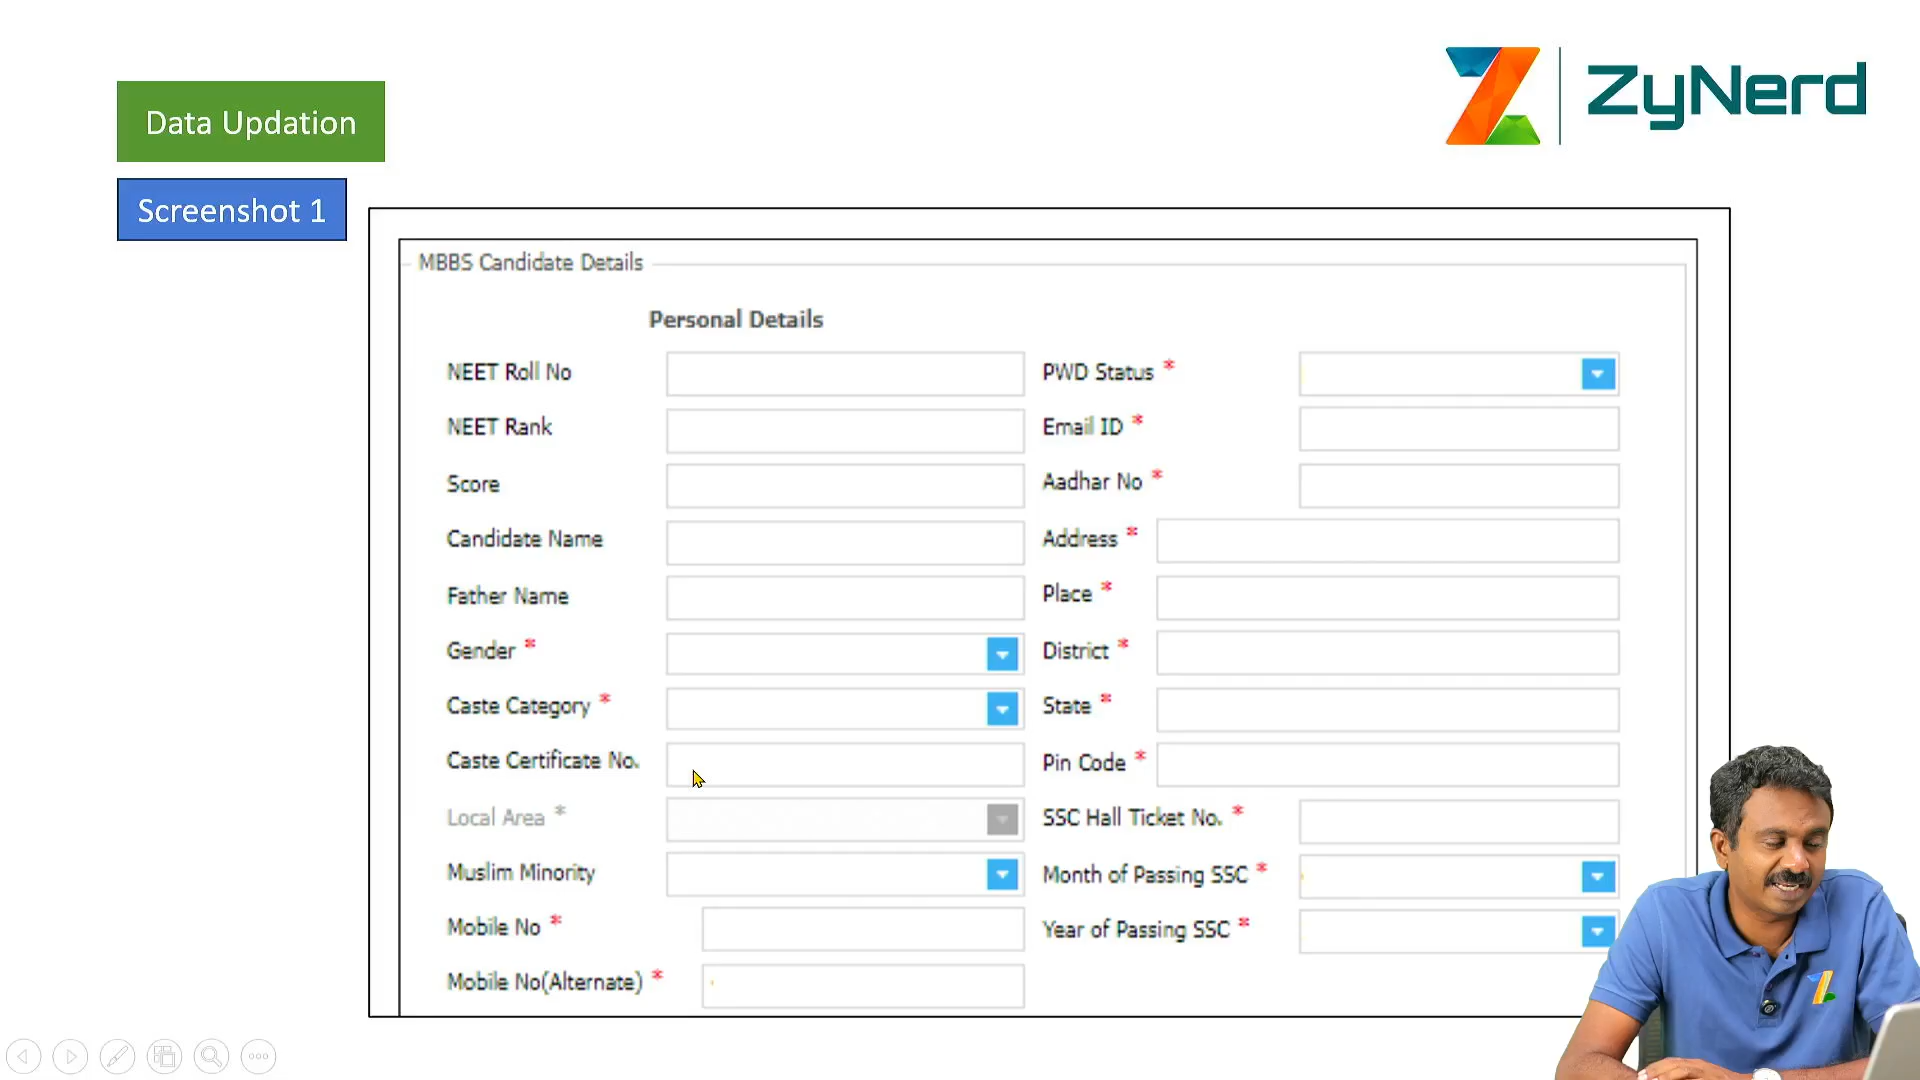 ZyNerd
Data Updation
Screenshot 1
MBBS Candidate Details
Personal Details
NEET Roll No
PWD Status *
NEET Rank
Email ID *
Score
Aadhar No *
Candidate Name
Address *
Father Name
Place *
Gender *
District *
Caste Category *
State *
Caste Certificate No.
Pin Code *
Local Area *
SSC Hall Ticket No. *
Muslim Minority
Month of Passing SSC *
Mobile No *
Year of Passing SSC *
Mobile No(Alternate) *